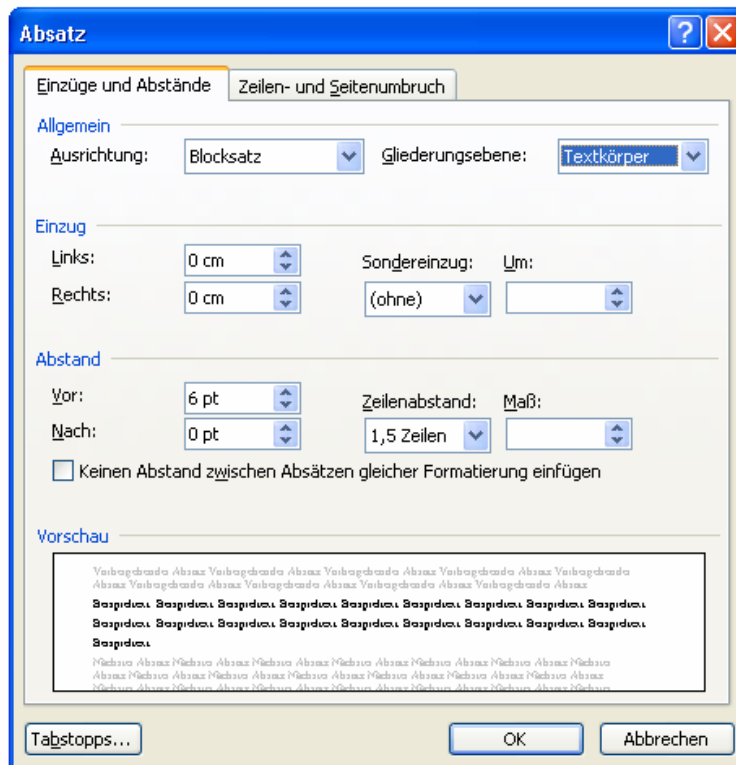 Absatz
Einzüge und Abstände Zeilen- und Seitenumbruch
Allgemein
Ausrichtung: Blocksatz Gliederungsebene: Textkörper
Einzug
Links: 0 cm Sondereinzug: Um:
Rechts: 0 cm (ohne)
Abstand
Vor: 6 pt Zeilenabstand: Maß:
Nach: 0 pt 1,5 Zeilen
Keinen Abstand zwischen Absätzen gleicher Formatierung einfügen
Vorschau
Tabstopps... OK Abbrechen